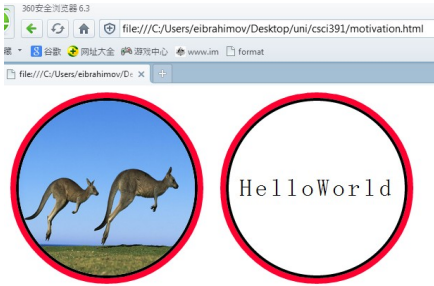 360安全浏览器 6.3
file:///C:/Users/eibrahimov/Desktop/uni/csci391/motivation.html
藏 谷歌 网址大全 游戏中心 www.im format
file:///C:/Users/eibrahimov/De
HelloWorld